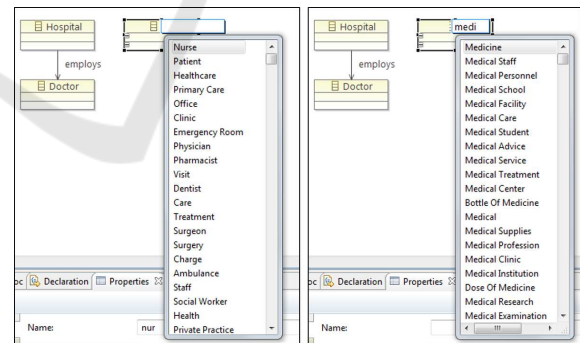 Hospital
employs
Doctor
Nurse
Patient
Healthcare
Primary Care
Office
Clinic
Emergency Room
Physician
Pharmacist
Visit
Dentist
Care
Treatment
Surgeon
Surgery
Charge
Ambulance
Staff
Social Worker
Health
Private Practice
oc Declaration Properties
Name: nur
Hospital
medi
employs
Doctor
Medicine
Medical Staff
Medical Personnel
Medical School
Medical Facility
Medical Care
Medical Student
Medical Advice
Medical Service
Medical Treatment
Medical Center
Bottle Of Medicine
Medical
Medical Supplies
Medical Profession
Medical Clinic
Medical Institution
Dose Of Medicine
Medical Research
Medical Examination
oc Declaration Properties
Name: